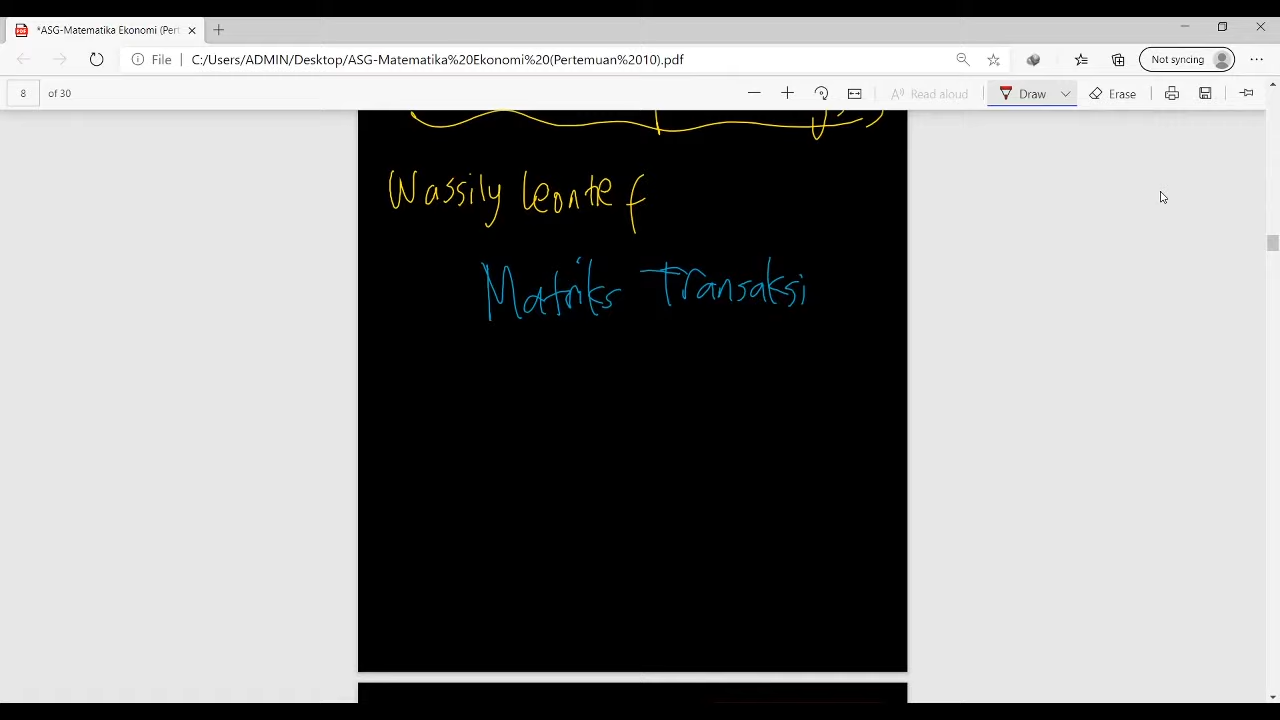 *ASG-Matematika Ekonomi (Pert
File
C:/Users/ADMIN/Desktop/ASG-Matematika%20Ekonomi%20(Pertemuan%2010).pdf
Not syncing
8 of 30
Read aloud
Draw
Erase
Wassily leontef
Matriks Transaksi